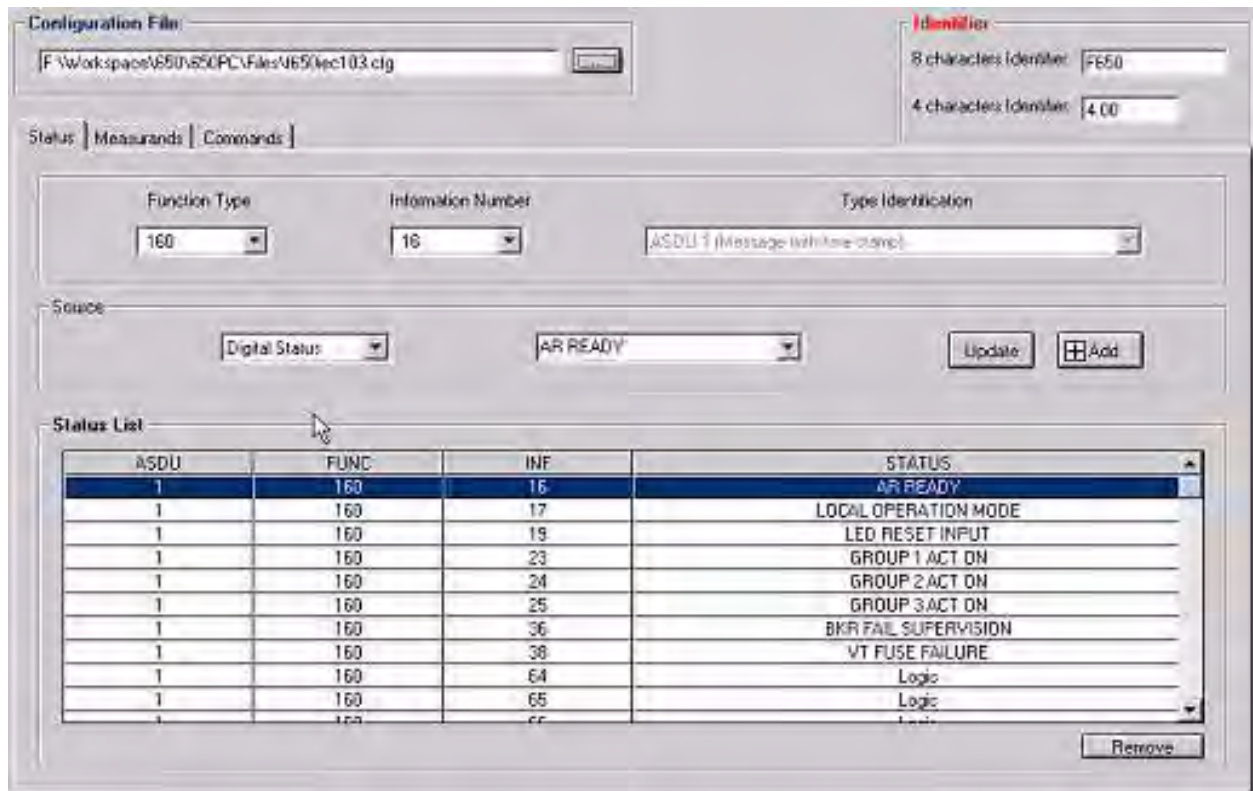 Configuration File:
Identifier
F:\Workspace\650\650PC\Files\f650iec103.cfg
....
8 characters Identifier: F650
4 characters Identifier: 4.00
Status Measurands Commands
Function Type Information Number Type Identification
160 16 ASDU 1 (Message with time stamp)
Source
Digital Status AR READY Update Add
Status List
ASDU FUNC INF STATUS
1 160 16 AR READY
1 160 17 LOCAL OPERATION MODE
1 160 19 LED RESET INPUT
1 160 23 GROUP 1 ACT ON
1 160 24 GROUP 2 ACT ON
1 160 25 GROUP 3 ACT ON
1 160 36 BKR FAIL SUPERVISION
1 160 38 VT FUSE FAILURE
1 160 64 Logic
1 160 65 Logic
Remove